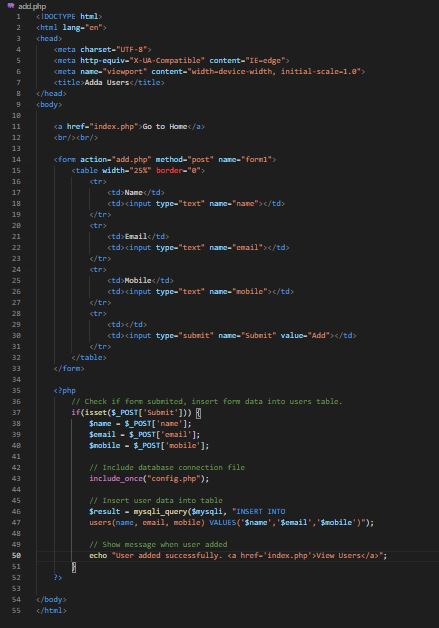 add.php
1 <!DOCTYPE html>
2 <html lang="en">
3 <head>
4 <meta charset="UTF-8">
5 <meta http-equiv="X-UA-Compatible" content="IE=edge">
6 <meta name="viewport" content="width=device-width, initial-scale=1.0">
7 <title>Adda Users</title>
8 </head>
9 <body>
10
11 <a href="index.php">Go to Home</a>
12 <br/><br/>
13
14 <form action="add.php" method="post" name="form1">
15 <table width="25%" border="0">
16 <tr>
17 <td>Name</td>
18 <td><input type="text" name="name"></td>
19 </tr>
20 <tr>
21 <td>Email</td>
22 <td><input type="text" name="email"></td>
23 </tr>
24 <tr>
25 <td>Mobile</td>
26 <td><input type="text" name="mobile"></td>
27 </tr>
28 <tr>
29 <td></td>
30 <td><input type="submit" name="Submit" value="Add"></td>
31 </tr>
32 </table>
33 </form>
34
35 <?php
36 // Check if form submited, insert form data into users table.
37 if(isset($_POST['Submit'])) {
38 $name = $_POST['name'];
39 $email = $_POST['email'];
40 $mobile = $_POST['mobile'];
41
42 // Include database connection file
43 include_once("config.php");
44
45 // Insert user data into table
46 $result = mysqli_query($mysqli, "INSERT INTO
47 users(name, email, mobile) VALUES('$name','$email','$mobile')");
48
49 // Show message when user added
50 echo "User added successfully. <a href='index.php'>View Users</a>";
51 }
52 ?>
53
54 </body>
55 </html>